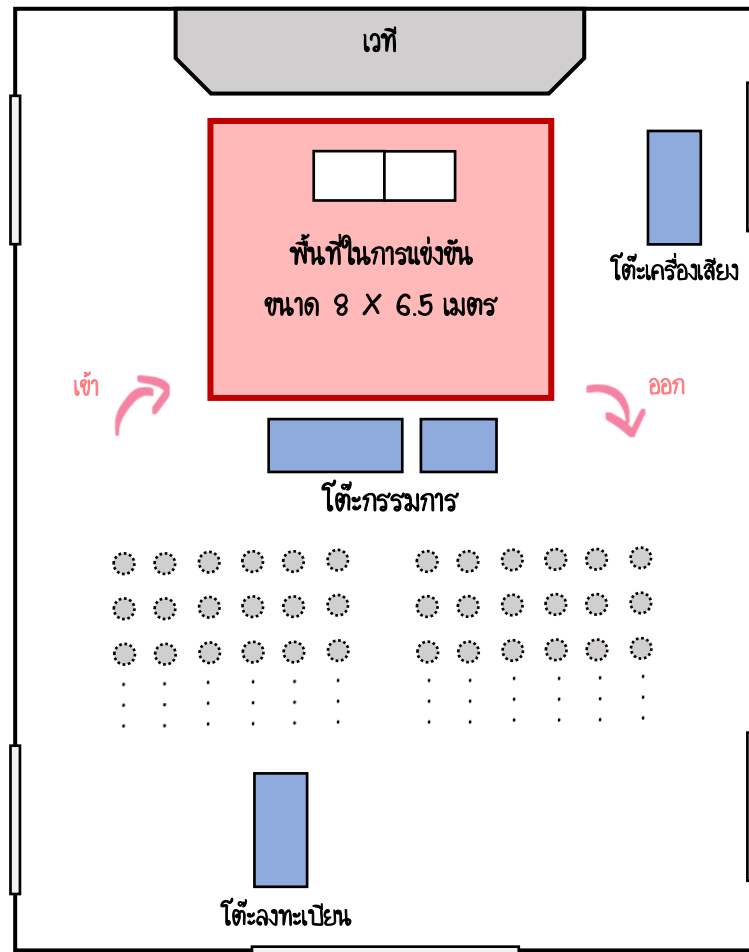 เวที
พื้นที่ในการแข่งขัน
ขนาด 8 X 6.5 เมตร
โต๊ะเครื่องเสียง
เข้า
ออก
โต๊ะกรรมการ
โต๊ะลงทะเบียน